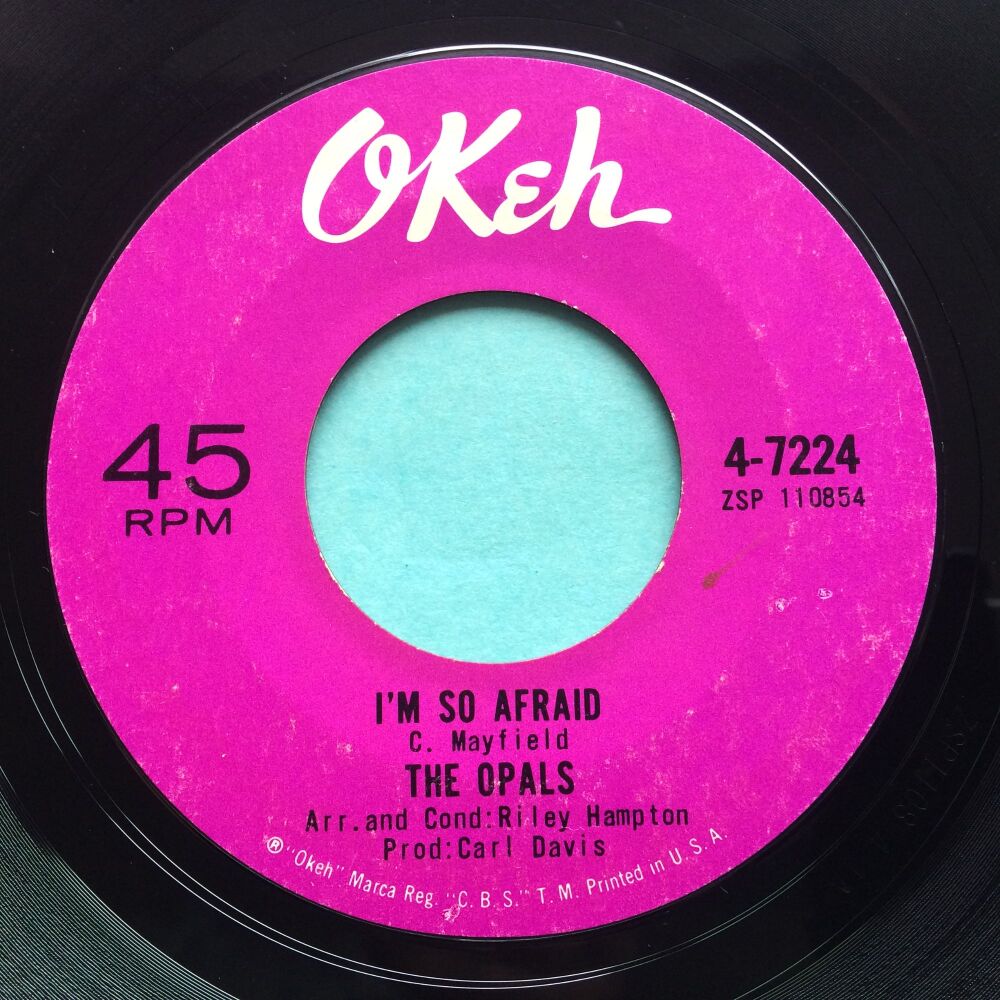 OKeh
45
RPM
4-7224
ZSP 110854
I'M SO AFRAID
C. Mayfield
THE OPALS
Arr.and Cond:Riley Hampton
Prod:Carl Davis
® "Okeh" Marca Reg. "C.B.S." T.M. Printed in U.S.A.